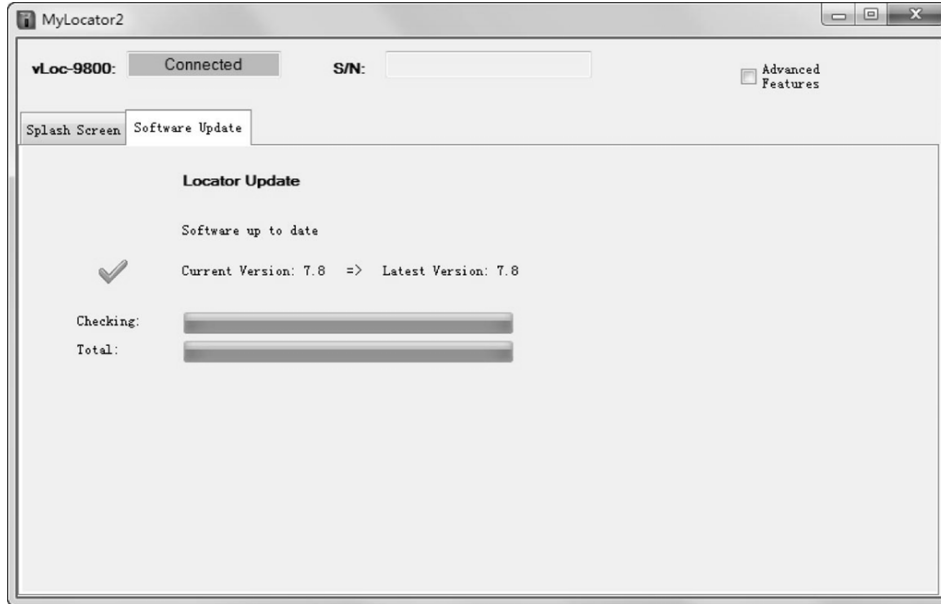 MyLocator2
vLoc-9800: Connected S/N: Advanced
Features
Splash Screen Software Update
Locator Update
Software up to date
Current Version: 7.8 => Latest Version: 7.8
Checking:
Total: